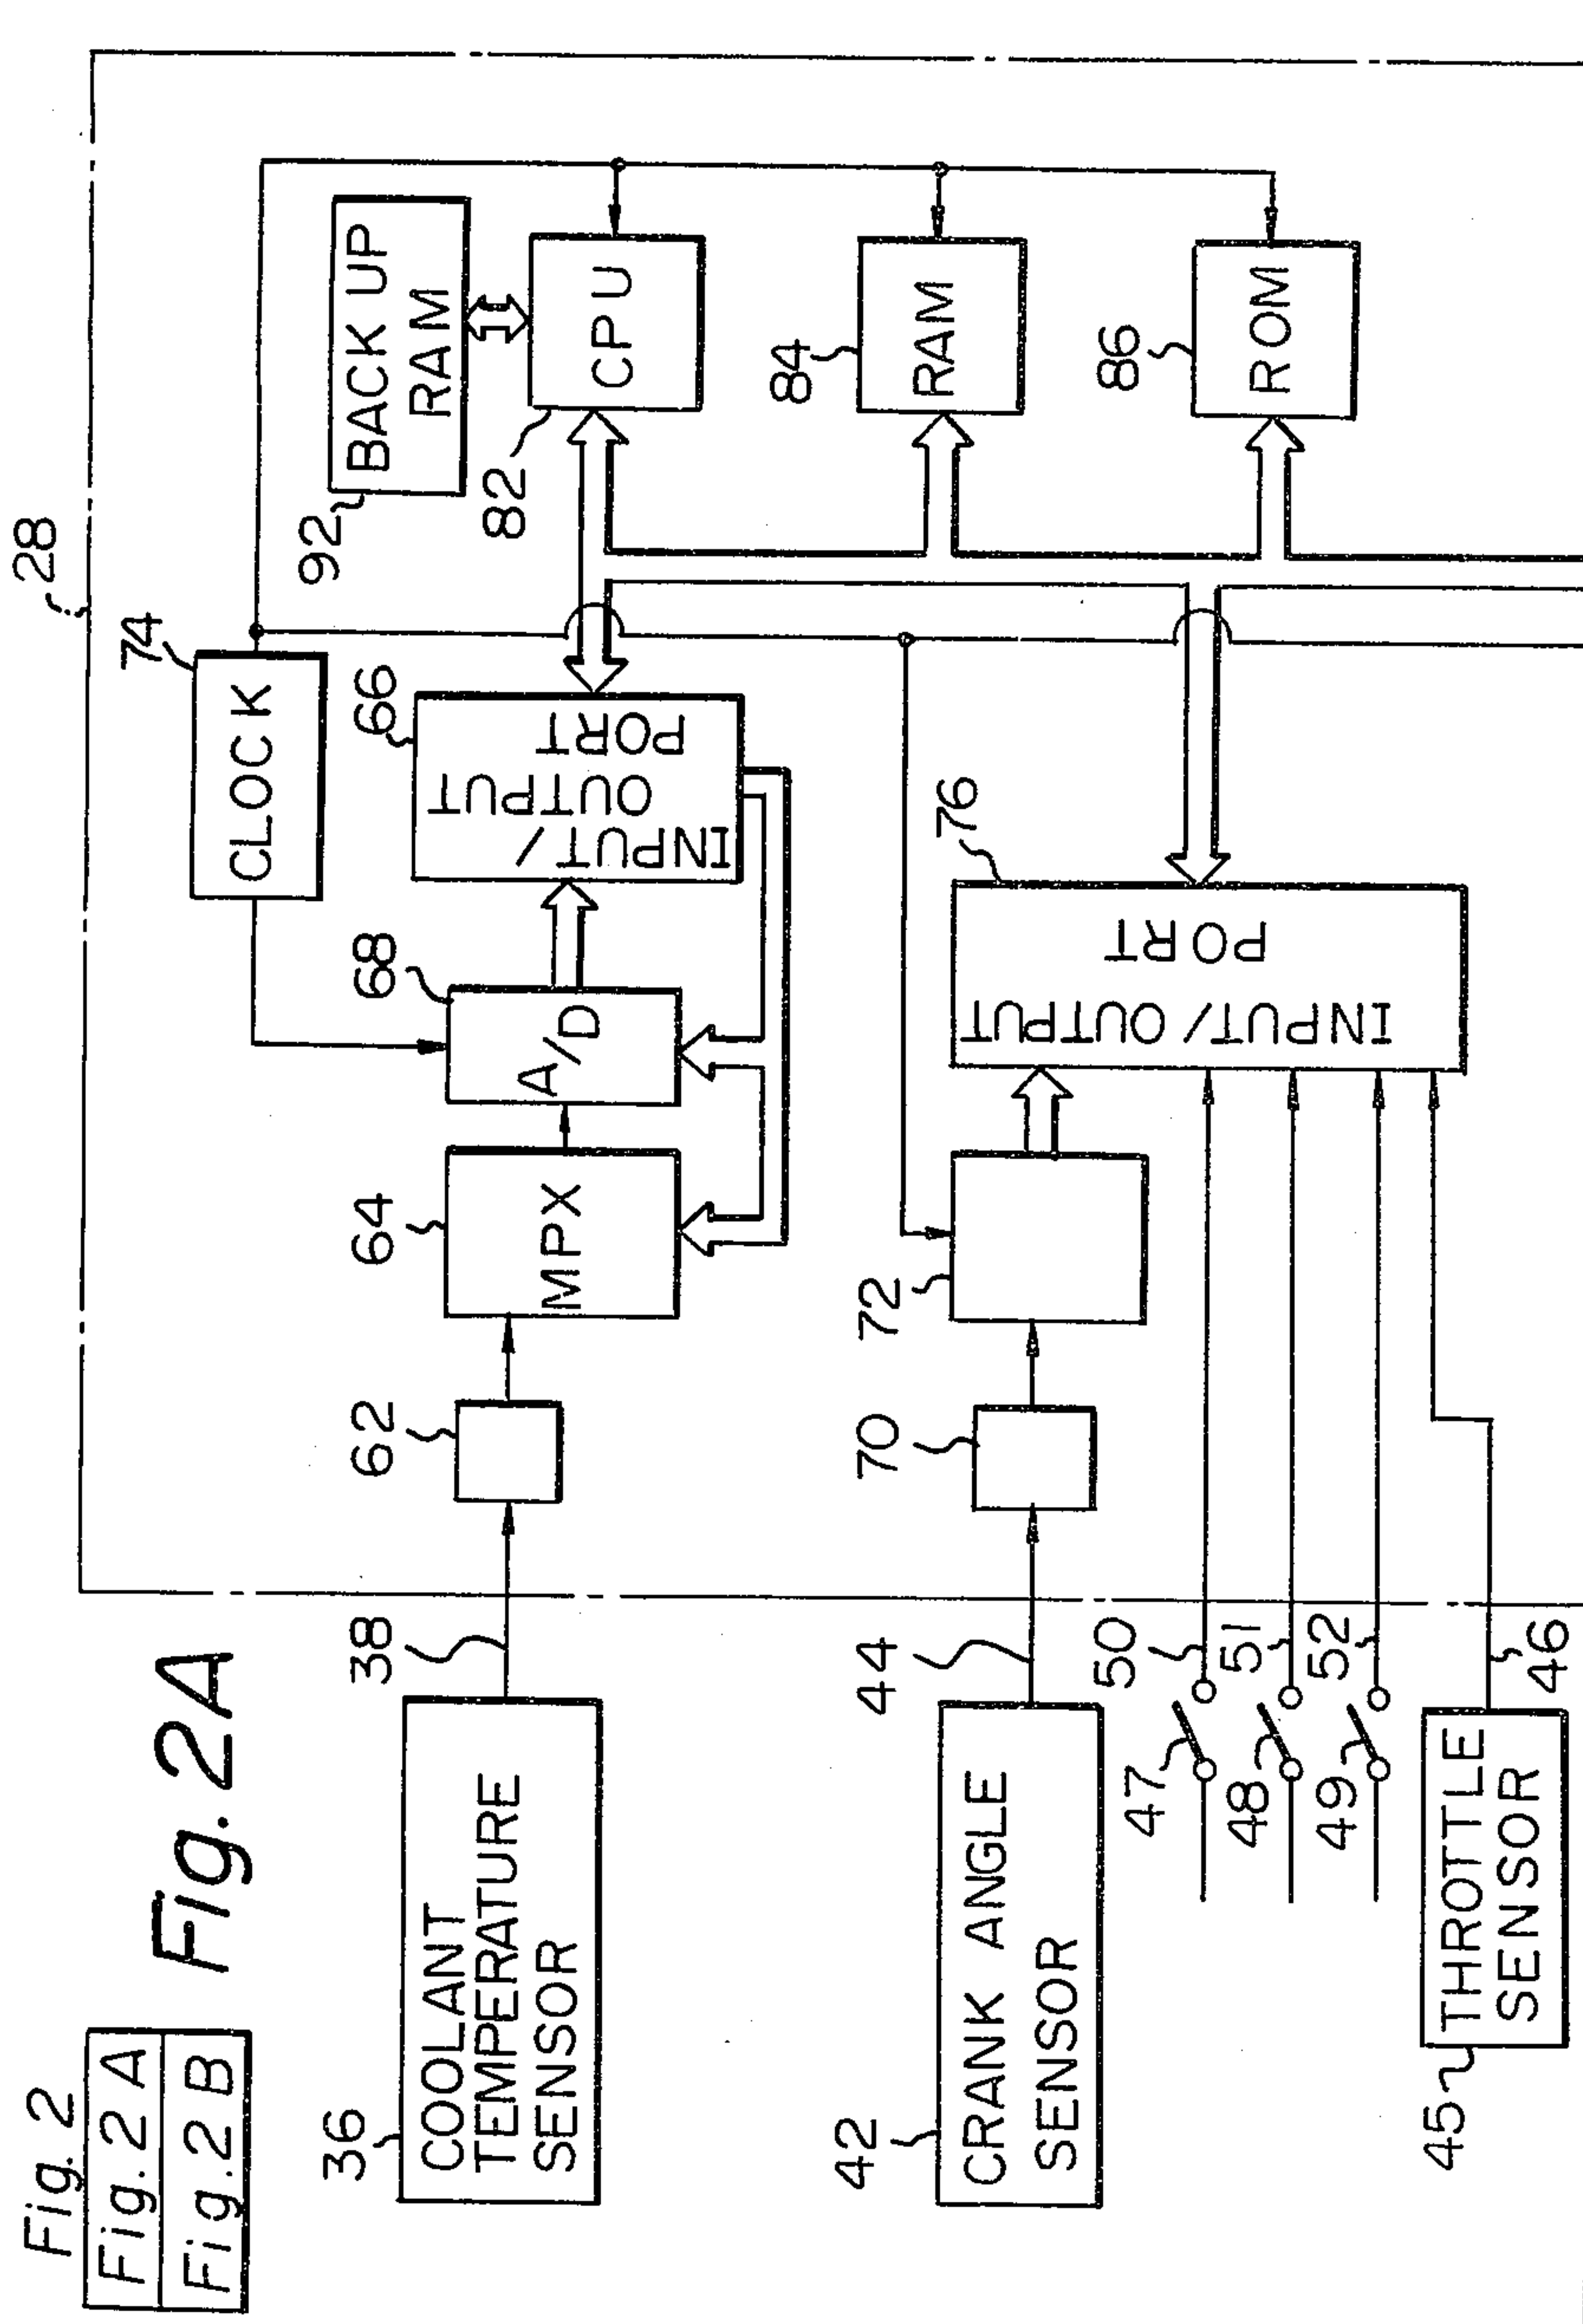 Fig. 2
Fig. 2 A
Fig. 2 B
Fig. 2A
28
36
COOLANT
TEMPERATURE
SENSOR
38
62
64
MPX
68
A/D
66
INPUT/
OUTPUT
PORT
74
CLOCK
92
BACK UP
RAM
82
CPU
84
RAM
86
ROM
42
CRANK ANGLE
SENSOR
44
70
72
76
INPUT/OUTPUT
PORT
47
50
48
51
49
52
45
THROTTLE
SENSOR
46